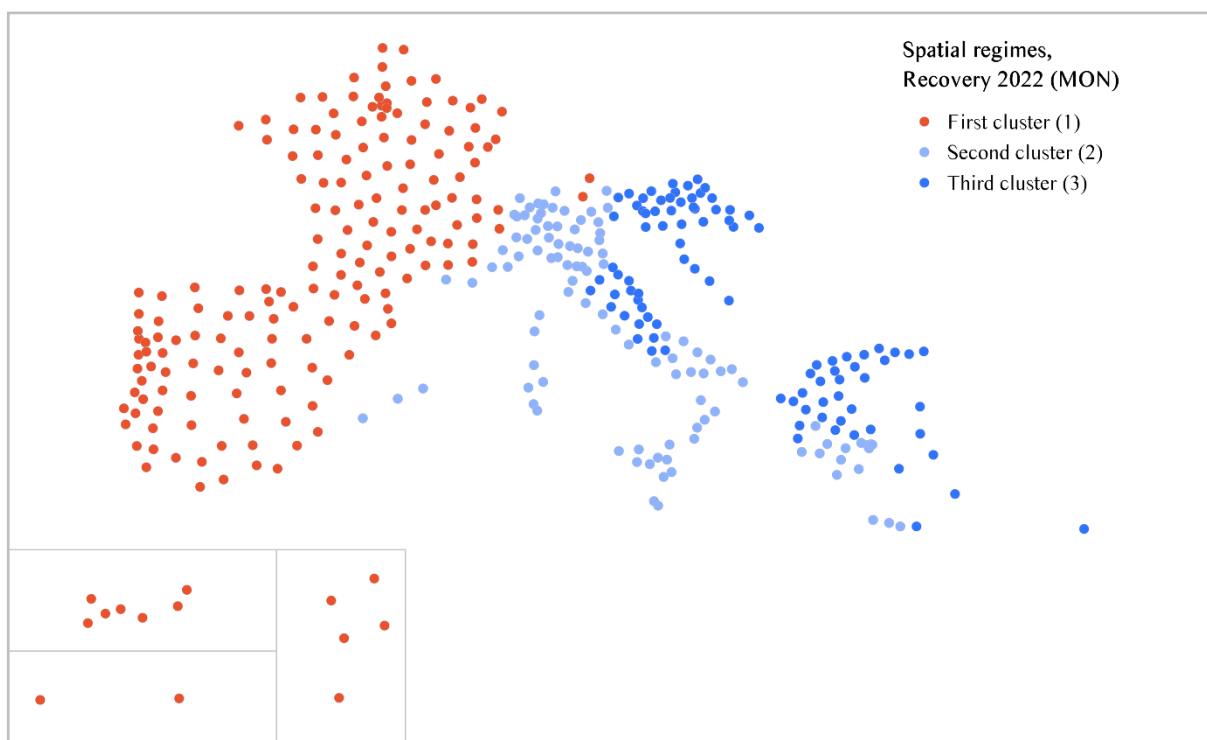 Spatial regimes,
Recovery 2022 (MON)
First cluster (1)
Second cluster (2)
Third cluster (3)